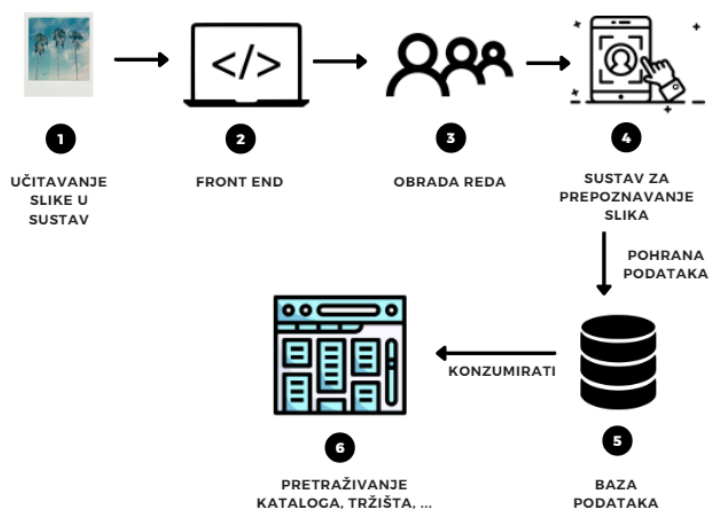 </>
1
2
3
4
UČITAVANJE
SLIKE U
SUSTAV
FRONT END
OBRADA REDA
SUSTAV ZA
PREPOZNAVANJE
SLIKA
POHRANA
PODATAKA
KONZUMIRATI
6
5
PRETRAŽIVANJE
KATALOGA, TRŽIŠTA, ...
BAZA
PODATAKA